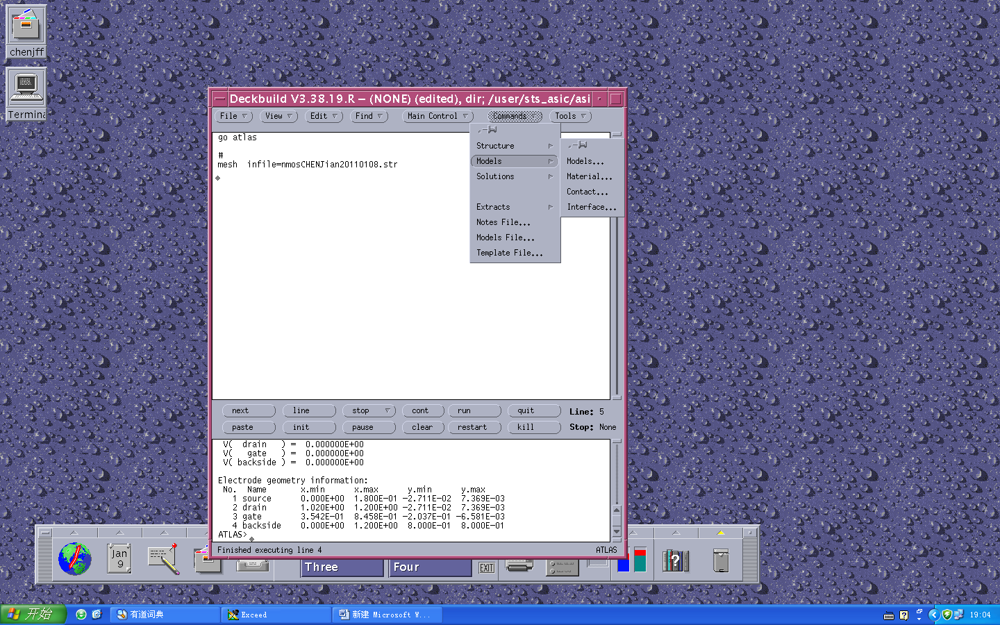 chenjff
Termina
Deckbuild V3.38.19.R – (NONE) (edited), dir; /user/sts_asic/asi
File View Edit Find Main Control Commands Tools
go atlas
#
mesh  infile=nmosCHENJian20110108.str
Structure
Models
Solutions
Extracts
Notes File...
Models File...
Template File...
Models...
Material...
Contact...
Interface...
next line stop cont run quit Line: 5
paste init pause clear restart kill Stop: None
V(  drain   ) =  0.000000E+00
V(   gate   ) =  0.000000E+00
V( backside ) =  0.000000E+00
Electrode geometry information:
No.  Name       x.min      x.max      y.min      y.max
1 source      0.000E+00  1.800E-01 -2.711E-02  7.369E-03
2 drain       1.020E+00  1.200E+00 -2.711E-02  7.369E-03
3 gate        3.542E-01  8.458E-01 -2.037E-01 -6.581E-03
4 backside    0.000E+00  1.200E+00  8.000E-01  8.000E-01
ATLAS>
Finished executing line 4 ATLAS
Jan
9
Three Four EXIT
开始 有道词典 Exceed 新建 Microsoft W... 19:04